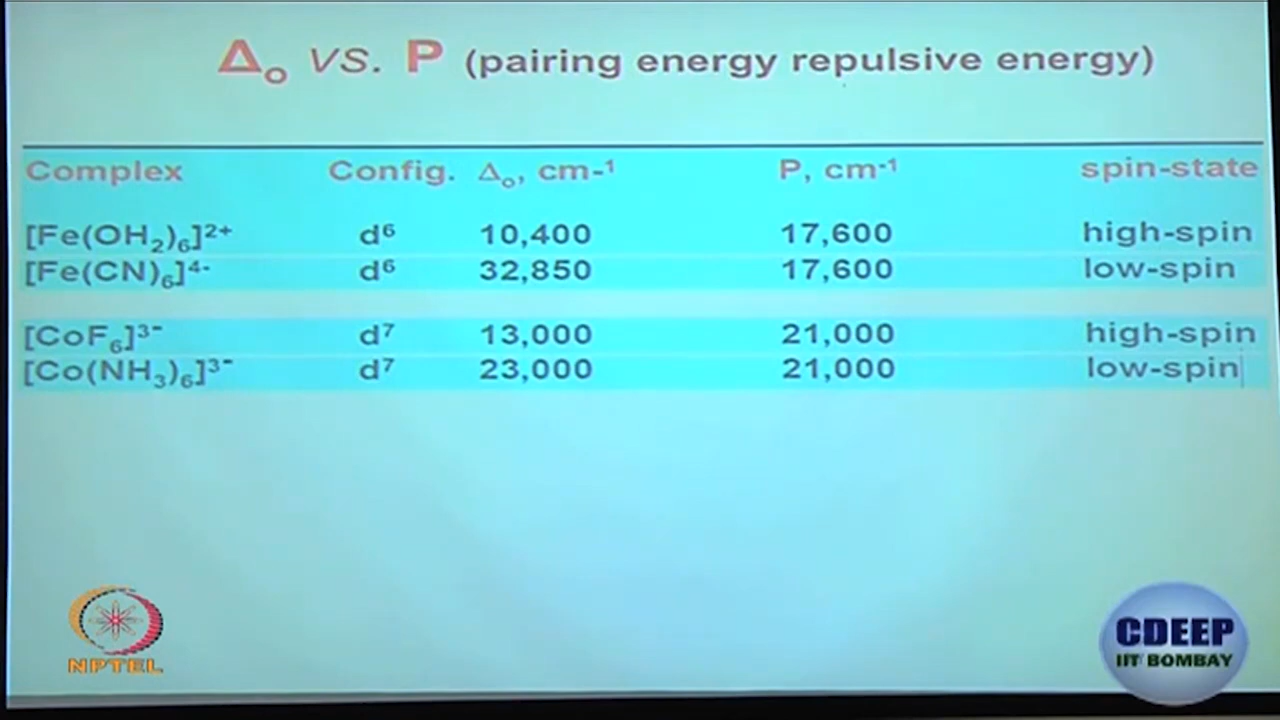 Δo VS. P (pairing energy repulsive energy)
Complex Config. Δo, cm-1 P, cm-1 spin-state
[Fe(OH2)6]2+ d6 10,400 17,600 high-spin
[Fe(CN)6]4- d6 32,850 17,600 low-spin
[CoF6]3- d7 13,000 21,000 high-spin
[Co(NH3)6]3- d7 23,000 21,000 low-spin
NPTEL
CDEEP
IIT BOMBAY